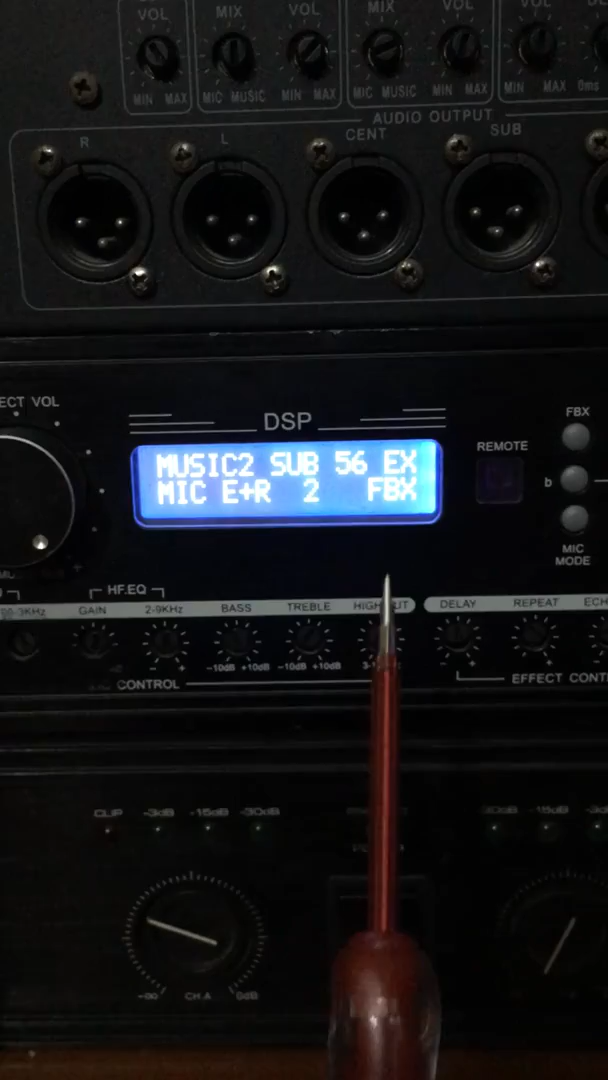 VOL MIX VOL MIX VOL VOL
MIN MAX MIC MUSIC MIN MAX MIC MUSIC MIN MAX MIN MAX 0ms
AUDIO OUTPUT
R L CENT SUB
ECT VOL
DSP
FBX
REMOTE
MUSIC2 SUB 56 EX
MIC E+R 2 FBX
b
MIC
MODE
HF.EQ
GAIN 2-9KHz BASS TREBLE DELAY REPEAT
- + -10dB +10dB -10dB +10dB - +
CONTROL
EFFECT CONT
CLIP -3dB -15dB -30dB -15dB
-∞ CH A 0dB